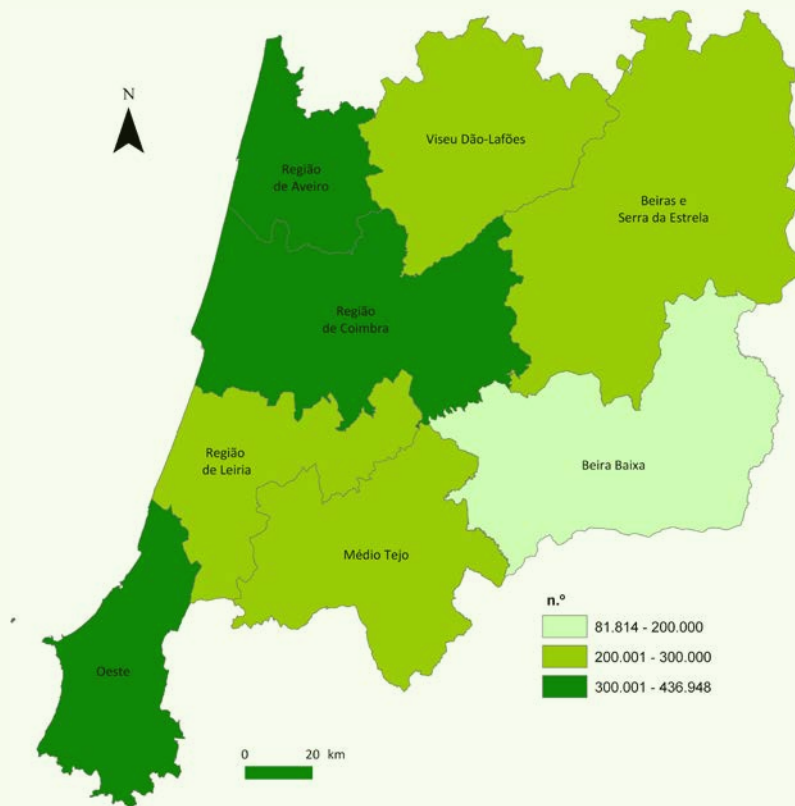 N
Viseu Dão-Lafões
Região
de Aveiro
Beiras e
Serra da Estrela
Região
de Coimbra
Região
de Leiria
Beira Baixa
Médio Tejo
n.º
81.814 - 200.000
200.001 - 300.000
300.001 - 436.948
Oeste
0 20 km